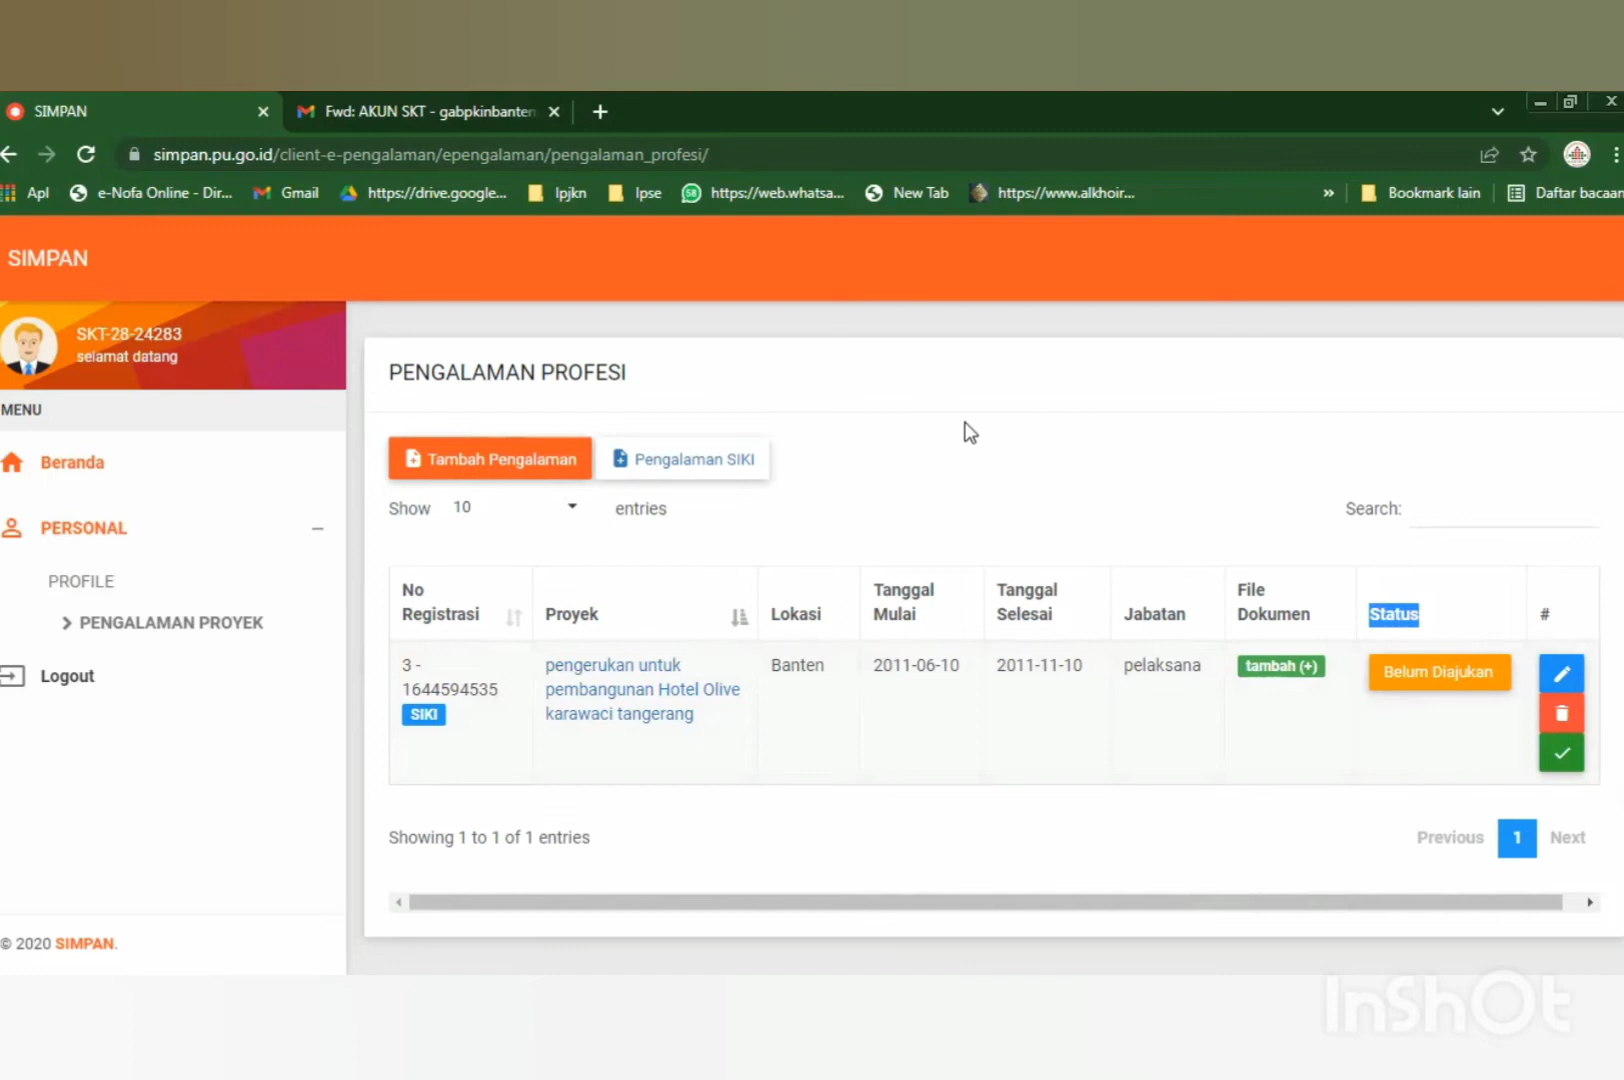 SIMPAN
Fwd: AKUN SKT - gabpkinbanten
simpan.pu.go.id/client-e-pengalaman/epengalaman/pengalaman_profesi/
Apl
e-Nofa Online - Dir...
Gmail
https://drive.google...
lpjkn
lpse
58
https://web.whatsa...
New Tab
https://www.alkhoir...
»
Bookmark lain
Daftar bacaan
SIMPAN
SKT-28-24283
selamat datang
MENU
Beranda
PERSONAL
PROFILE
PENGALAMAN PROYEK
Logout
© 2020 SIMPAN.
PENGALAMAN PROFESI
Tambah Pengalaman
Pengalaman SIKI
Show 10 entries
Search:
No Registrasi
Proyek
Lokasi
Tanggal Mulai
Tanggal Selesai
Jabatan
File Dokumen
Status
#
3 -
1644594535
SIKI
pengerukan untuk
pembangunan Hotel Olive
karawaci tangerang
Banten
2011-06-10
2011-11-10
pelaksana
tambah (+)
Belum Diajukan
Showing 1 to 1 of 1 entries
Previous 1 Next
InShOt